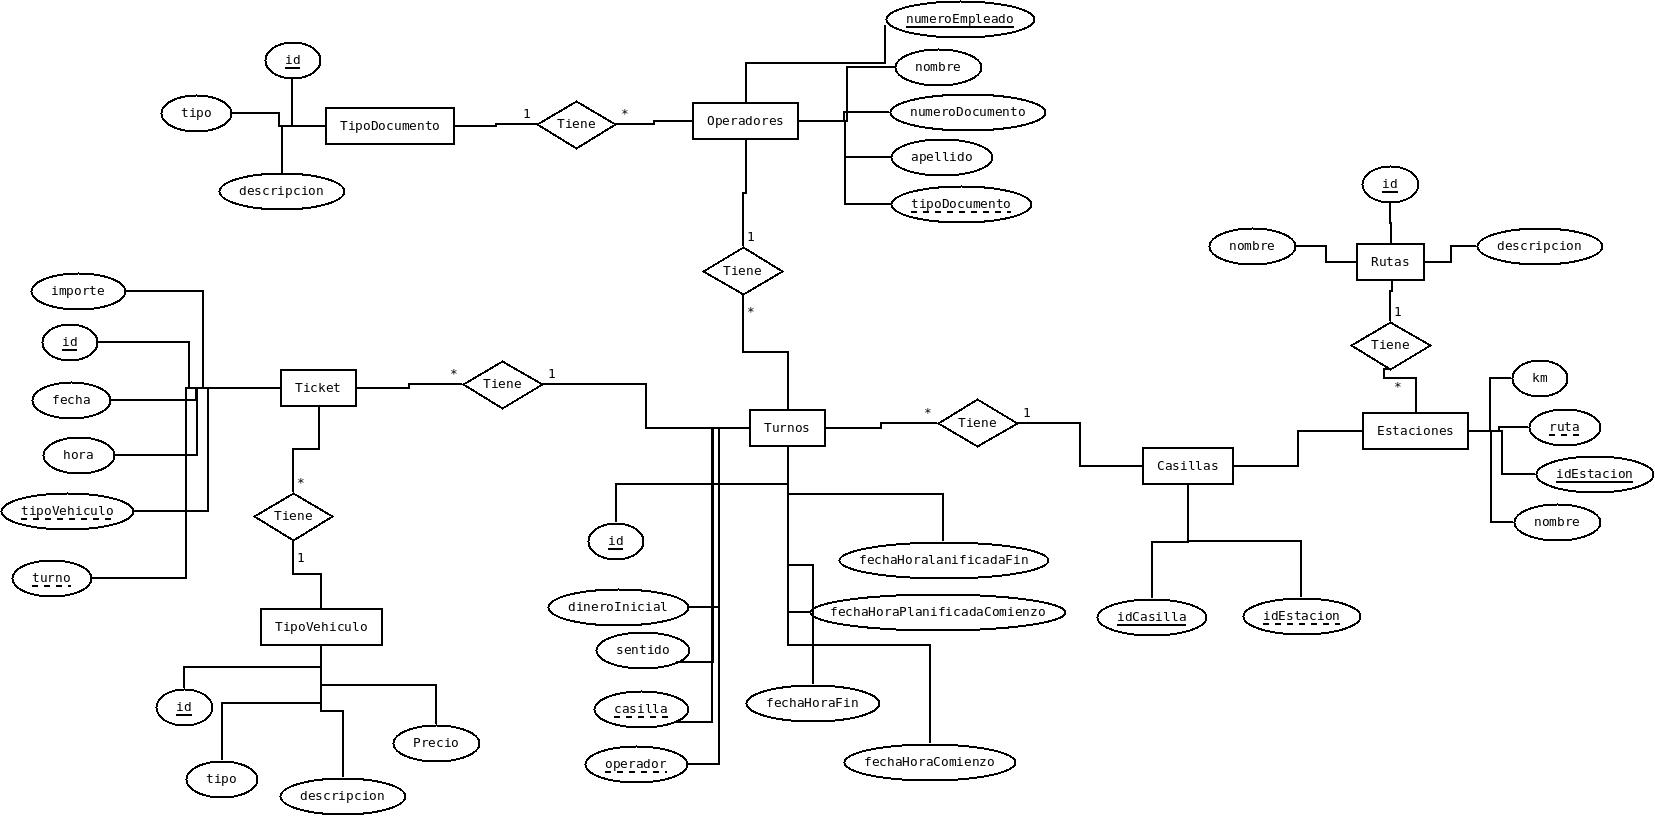 numeroEmpleado
id
nombre
tipo
numeroDocumento
TipoDocumento
1
Tiene
*
Operadores
apellido
descripcion
tipoDocumento
id
1
nombre
Rutas
descripcion
Tiene
importe
*
1
id
Tiene
km
*
Tiene
1
*
Ticket
fecha
*
Tiene
1
ruta
Turnos
Estaciones
hora
Casillas
idEstacion
*
tipoVehiculo
Tiene
nombre
id
1
fechaHoralanificadaFin
turno
dineroInicial
fechaHoraPlanificadaComienzo
idCasilla
idEstacion
TipoVehiculo
sentido
id
casilla
fechaHoraFin
Precio
operador
fechaHoraComienzo
tipo
descripcion